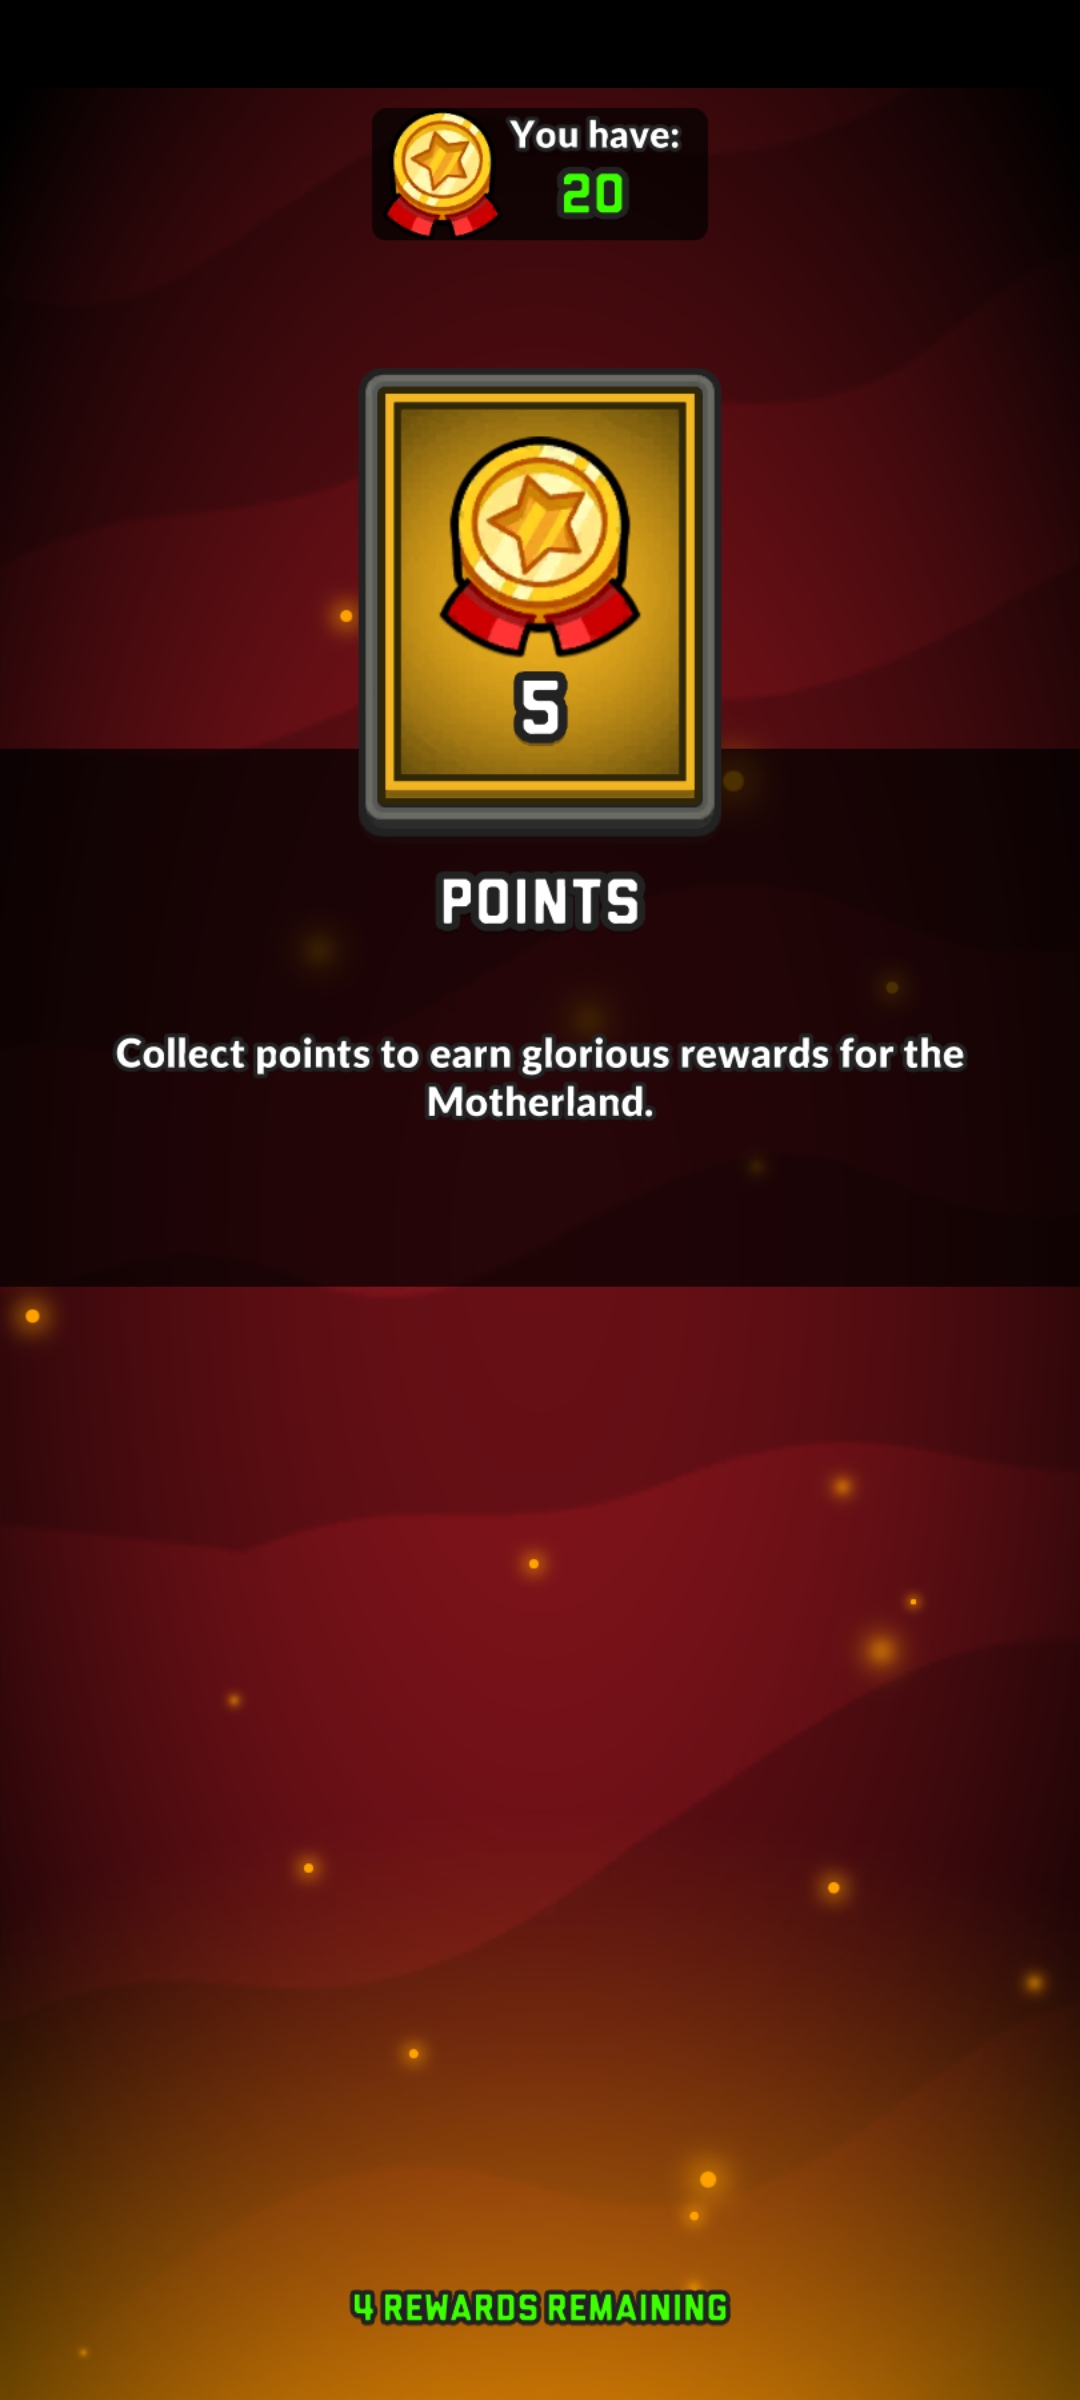 You have:
20
5
POINTS
Collect points to earn glorious rewards for the
Motherland.
4 REWARDS REMAINING